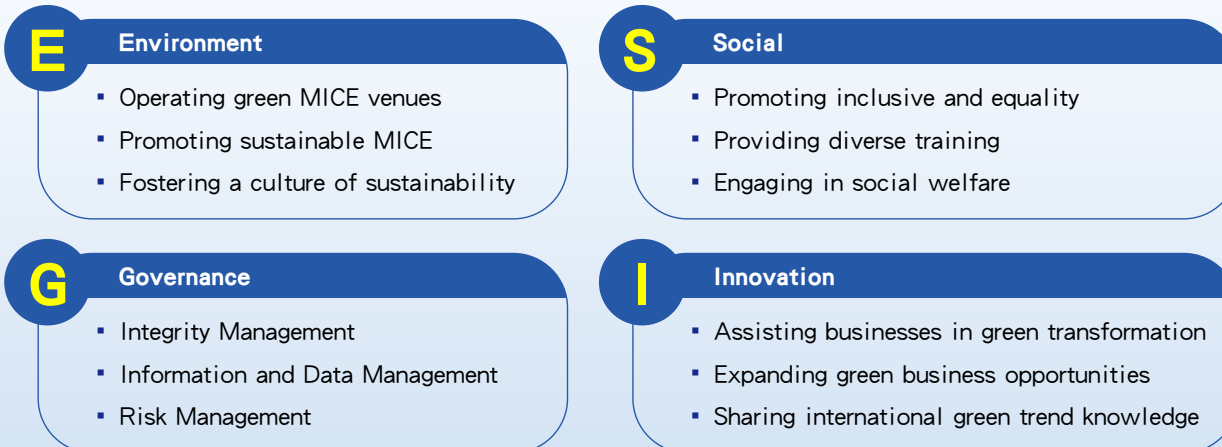 E
Environment
▪ Operating green MICE venues
▪ Promoting sustainable MICE
▪ Fostering a culture of sustainability
S
Social
▪ Promoting inclusive and equality
▪ Providing diverse training
▪ Engaging in social welfare
G
Governance
▪ Integrity Management
▪ Information and Data Management
▪ Risk Management
I
Innovation
▪ Assisting businesses in green transformation
▪ Expanding green business opportunities
▪ Sharing international green trend knowledge